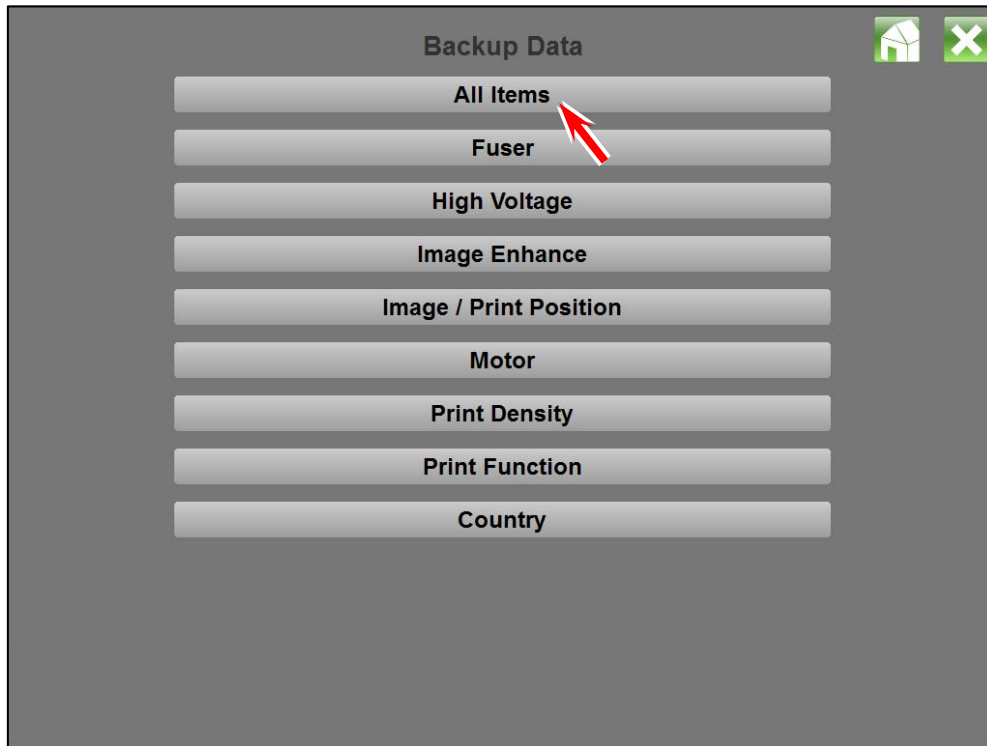 Backup Data
All Items
Fuser
High Voltage
Image Enhance
Image / Print Position
Motor
Print Density
Print Function
Country